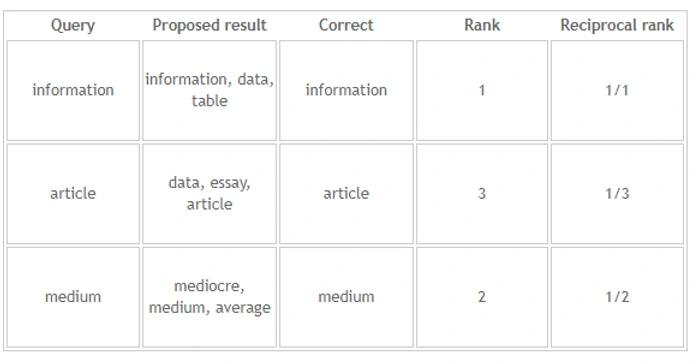 Query Proposed result Correct Rank Reciprocal rank
information information, data, table information 1 1/1
article data, essay, article article 3 1/3
medium mediocre, medium, average medium 2 1/2